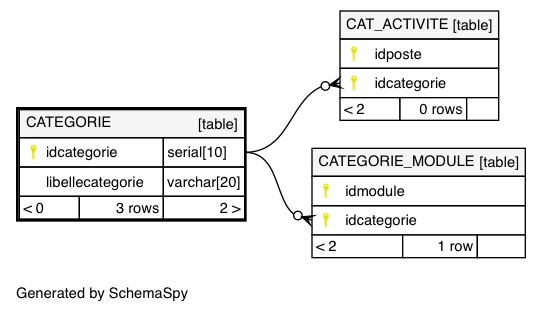 CAT_ACTIVITE [table]
idposte
idcategorie
< 2 0 rows
CATEGORIE [table]
idcategorie serial[10]
libellecategorie varchar[20]
< 0 3 rows 2 >
CATEGORIE_MODULE [table]
idmodule
idcategorie
< 2 1 row
Generated by SchemaSpy